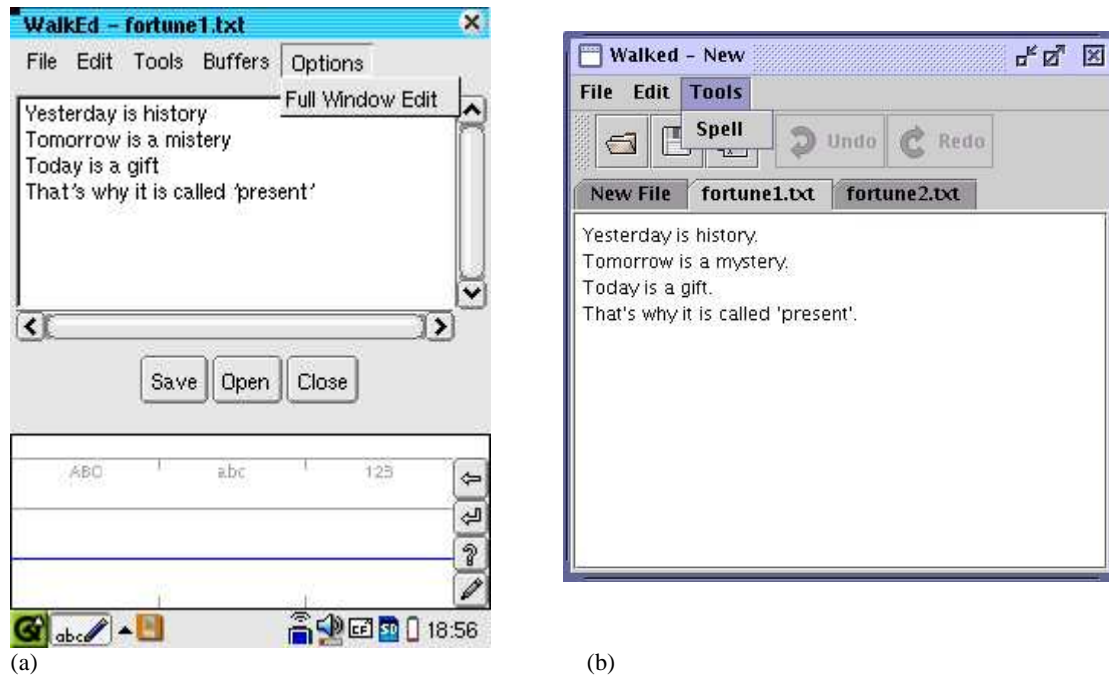 WalkEd – fortune1.txt
File Edit Tools Buffers Options
Full Window Edit
Yesterday is history
Tomorrow is a mistery
Today is a gift
That's why it is called 'present'
Save Open Close
ABC abc 123
abc CF SD 18:56
(a)
Walked - New
File Edit Tools
Spell
Undo Redo
New File fortune1.txt fortune2.txt
Yesterday is history.
Tomorrow is a mystery.
Today is a gift.
That's why it is called 'present'.
(b)